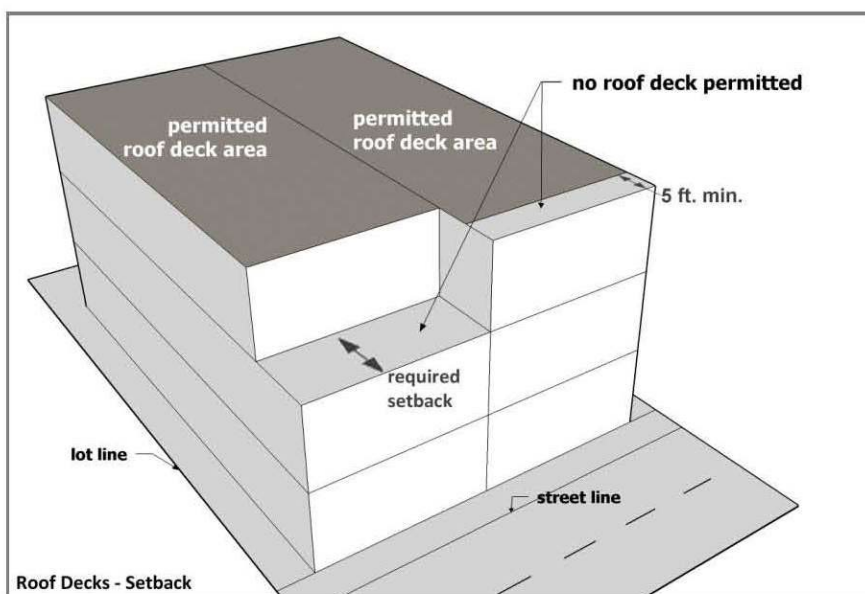 no roof deck permitted
permitted
roof deck area
permitted
roof deck area
5 ft. min.
required
setback
lot line
street line
Roof Decks - Setback